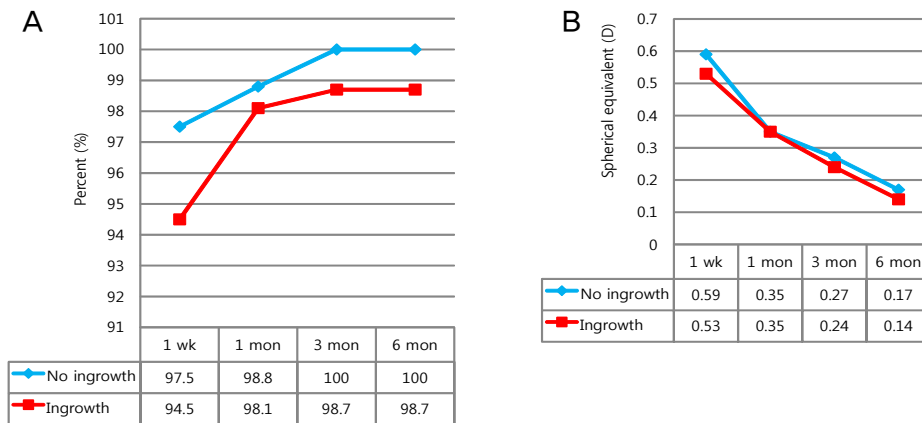 A
101
100
99
98
97
96
95
94
93
92
91
Percent (%)
1 wk 1 mon 3 mon 6 mon
No ingrowth 97.5 98.8 100 100
Ingrowth 94.5 98.1 98.7 98.7
B
0.7
0.6
0.5
0.4
0.3
0.2
0.1
0
Spherical equivalent (D)
1 wk 1 mon 3 mon 6 mon
No ingrowth 0.59 0.35 0.27 0.17
Ingrowth 0.53 0.35 0.24 0.14